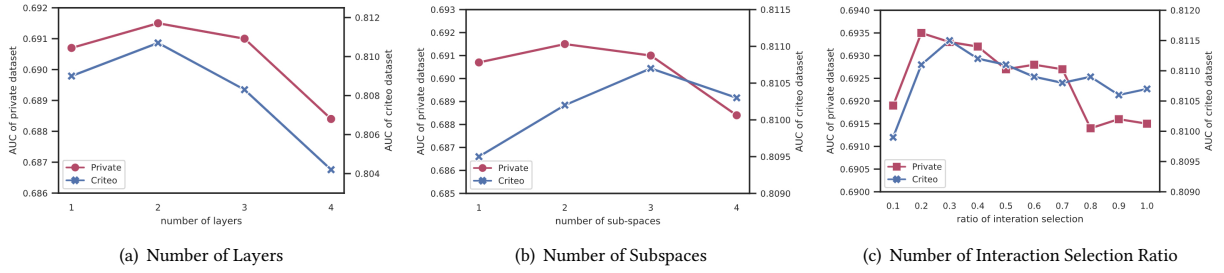 0.692
0.691
0.690
0.689
0.688
0.687
0.686
AUC of private dataset
Private
Criteo
1 2 3 4
number of layers
0.812
0.810
0.808
0.806
0.804
AUC of criteo dataset
(a) Number of Layers
0.693
0.692
0.691
0.690
0.689
0.688
0.687
0.686
0.685
AUC of private dataset
Private
Criteo
1 2 3 4
number of sub-spaces
0.8115
0.8110
0.8105
0.8100
0.8095
0.8090
AUC of criteo dataset
(b) Number of Subspaces
0.6940
0.6935
0.6930
0.6925
0.6920
0.6915
0.6910
0.6905
0.6900
AUC of private dataset
Private
Criteo
0.1 0.2 0.3 0.4 0.5 0.6 0.7 0.8 0.9 1.0
ratio of interation selection
0.8120
0.8115
0.8110
0.8105
0.8100
0.8095
0.8090
AUC of criteo dataset
(c) Number of Interaction Selection Ratio